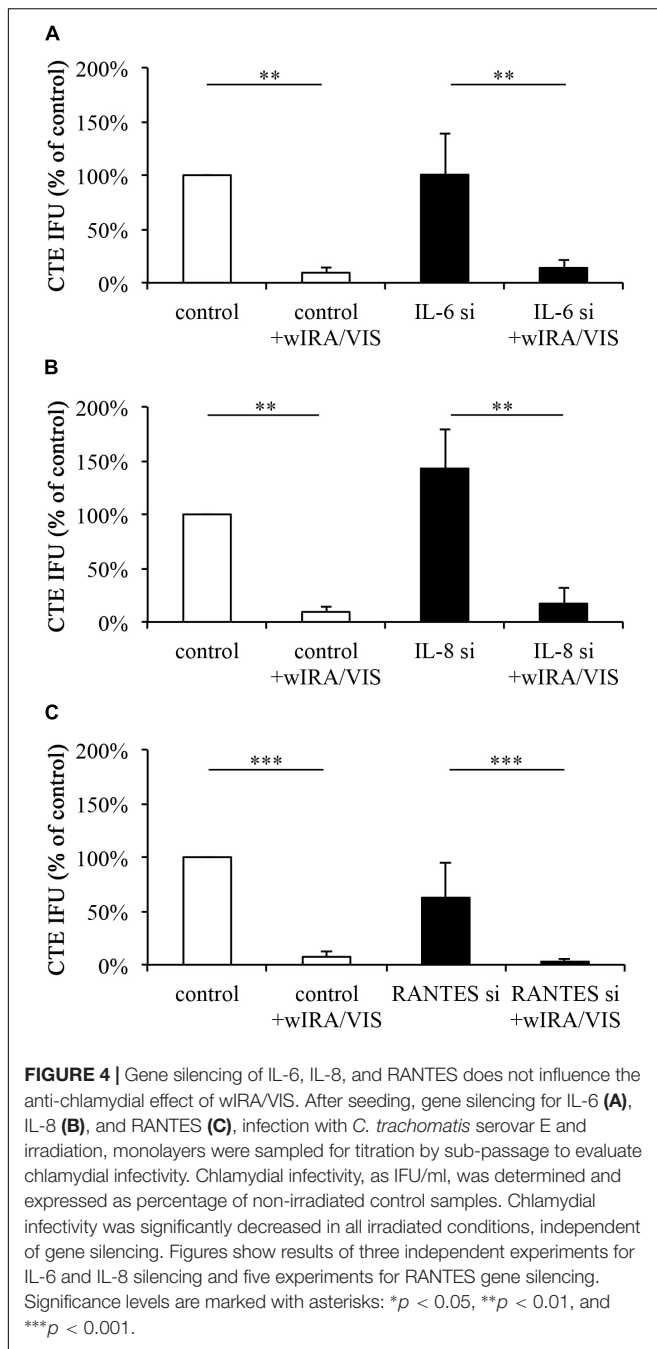 A
CTE IFU (% of control)
200%
150%
100%
50%
0%
**
**
control
control
+wIRA/VIS
IL-6 si
IL-6 si
+wIRA/VIS
B
CTE IFU (% of control)
200%
150%
100%
50%
0%
**
**
control
control
+wIRA/VIS
IL-8 si
IL-8 si
+wIRA/VIS
C
CTE IFU (% of control)
200%
150%
100%
50%
0%
***
***
control
control
+wIRA/VIS
RANTES si
RANTES si
+wIRA/VIS
FIGURE 4 | Gene silencing of IL-6, IL-8, and RANTES does not influence the
anti-chlamydial effect of wIRA/VIS. After seeding, gene silencing for IL-6 (A),
IL-8 (B), and RANTES (C), infection with C. trachomatis serovar E and
irradiation, monolayers were sampled for titration by sub-passage to evaluate
chlamydial infectivity. Chlamydial infectivity, as IFU/ml, was determined and
expressed as percentage of non-irradiated control samples. Chlamydial
infectivity was significantly decreased in all irradiated conditions, independent
of gene silencing. Figures show results of three independent experiments for
IL-6 and IL-8 silencing and five experiments for RANTES gene silencing.
Significance levels are marked with asterisks: *p < 0.05, **p < 0.01, and
***p < 0.001.